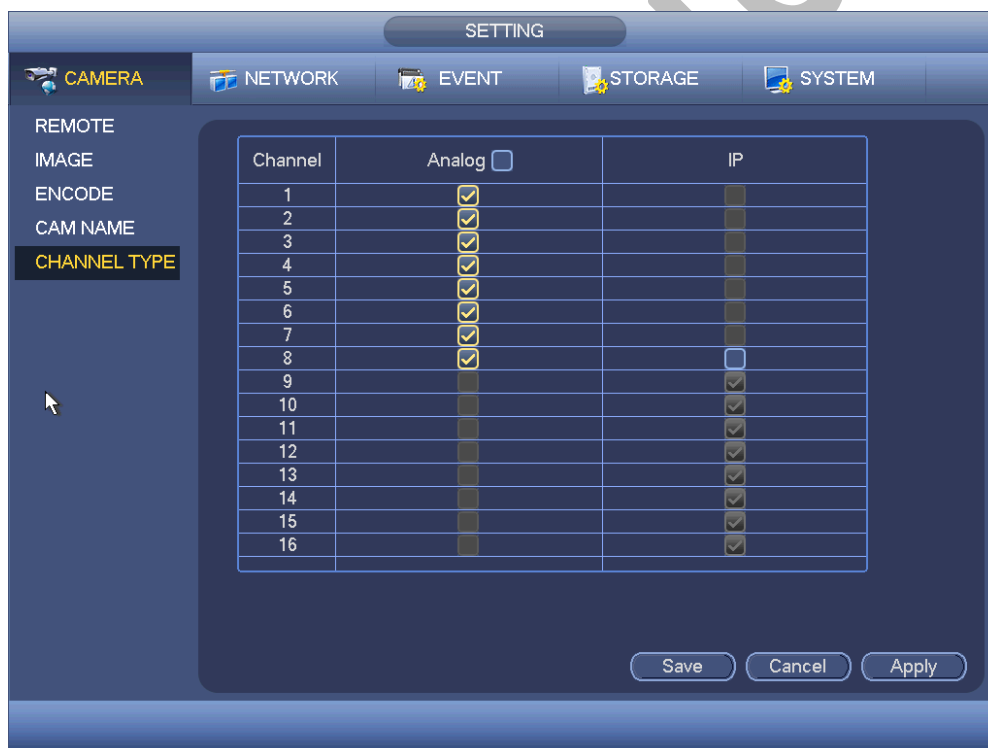 SETTING
CAMERA NETWORK EVENT STORAGE SYSTEM
REMOTE
IMAGE
ENCODE
CAM NAME
CHANNEL TYPE
Channel Analog IP
1
2
3
4
5
6
7
8
9
10
11
12
13
14
15
16
Save Cancel Apply